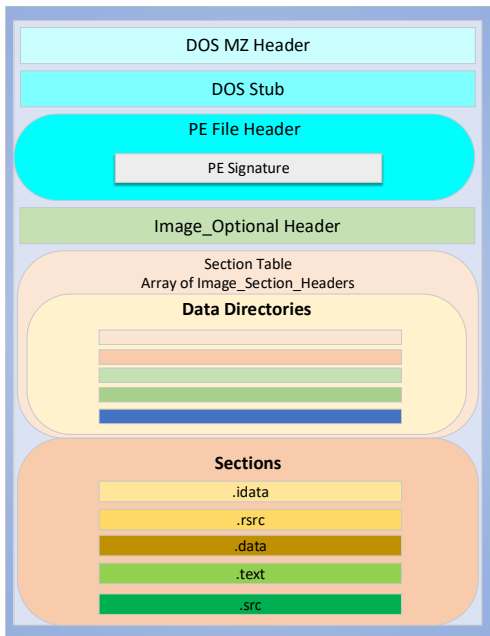 DOS MZ Header
DOS Stub
PE File Header
PE Signature
Image_Optional Header
Section Table
Array of Image_Section_Headers
Data Directories
Sections
.idata
.rsrc
.data
.text
.src